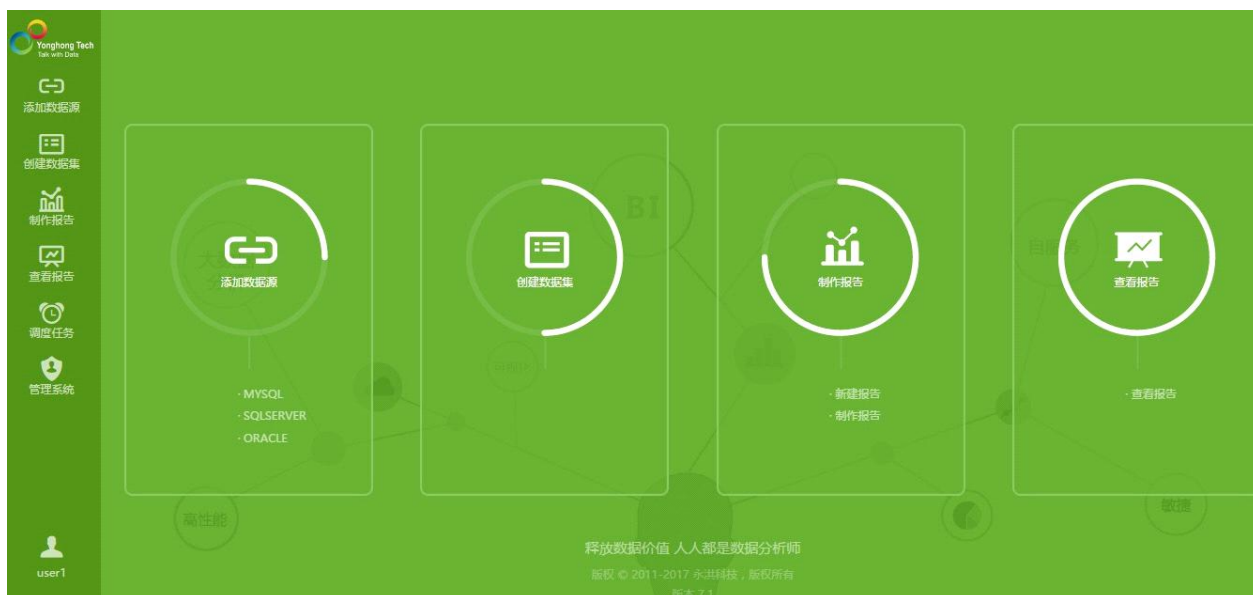 Yonghong Tech
Talk with Data
添加数据源
创建数据集
制作报告
查看报告
调度任务
管理系统
user1
添加数据源
· MYSQL
· SQLSERVER
· ORACLE
创建数据集
制作报告
· 新建报告
· 制作报告
查看报告
· 查看报告
BI
高性能
敏捷
释放数据价值 人人都是数据分析师
版权 © 2011-2017 永洪科技，版权所有
版本 7.1